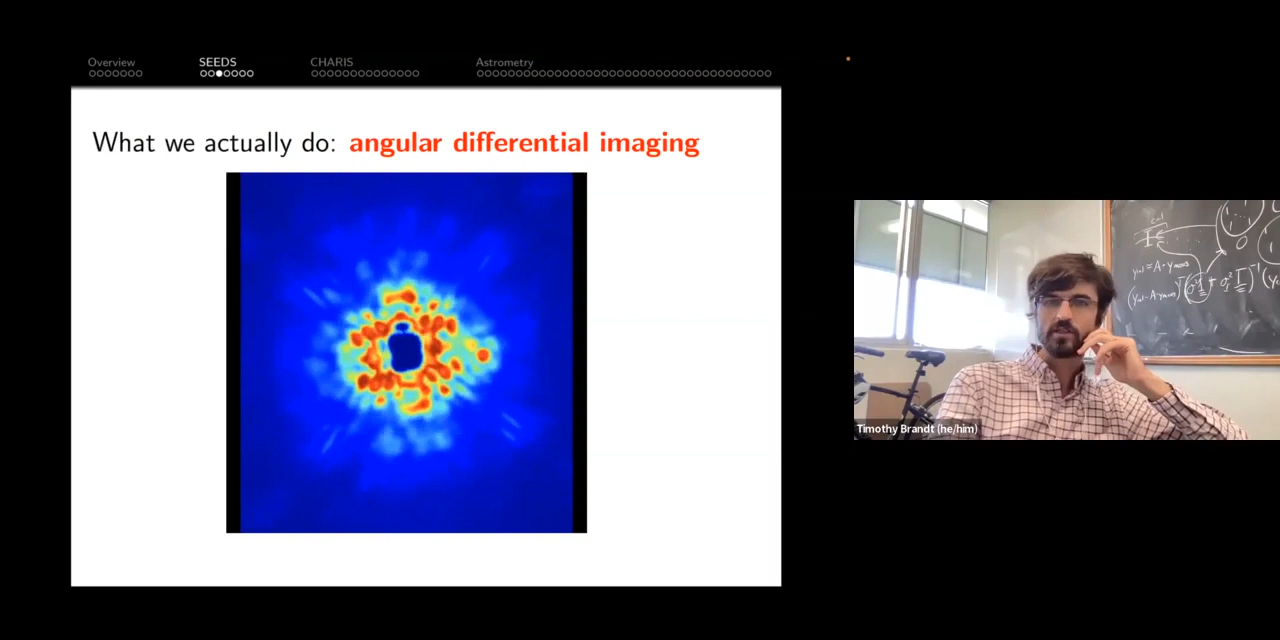 Overview
SEEDS
CHARIS
Astrometry
What we actually do: angular differential imaging
Timothy Brandt (he/him)